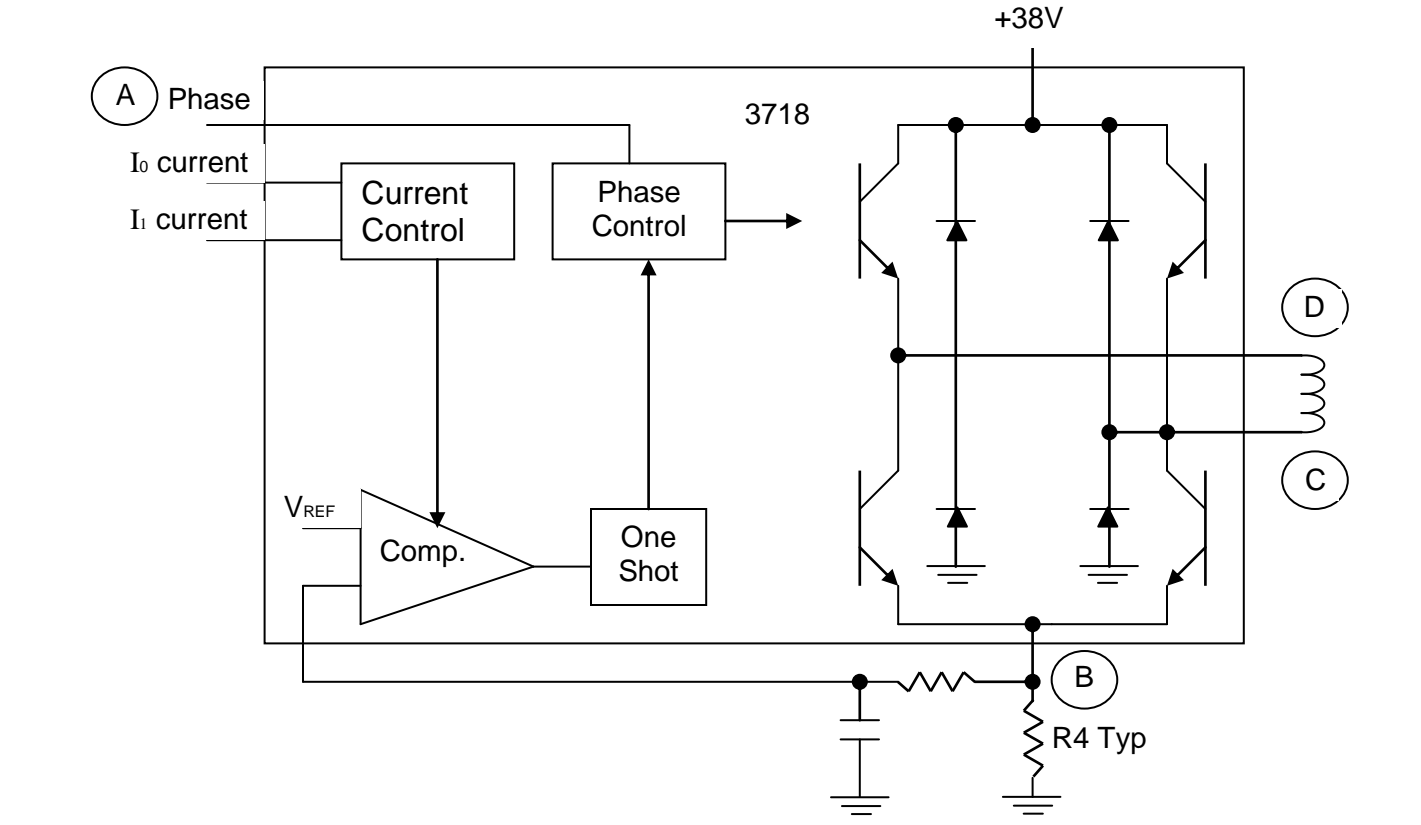 +38V
A Phase
3718
I0 current
I1 current
Current
Control
Phase
Control
D
C
VREF
Comp.
One
Shot
B
R4 Typ